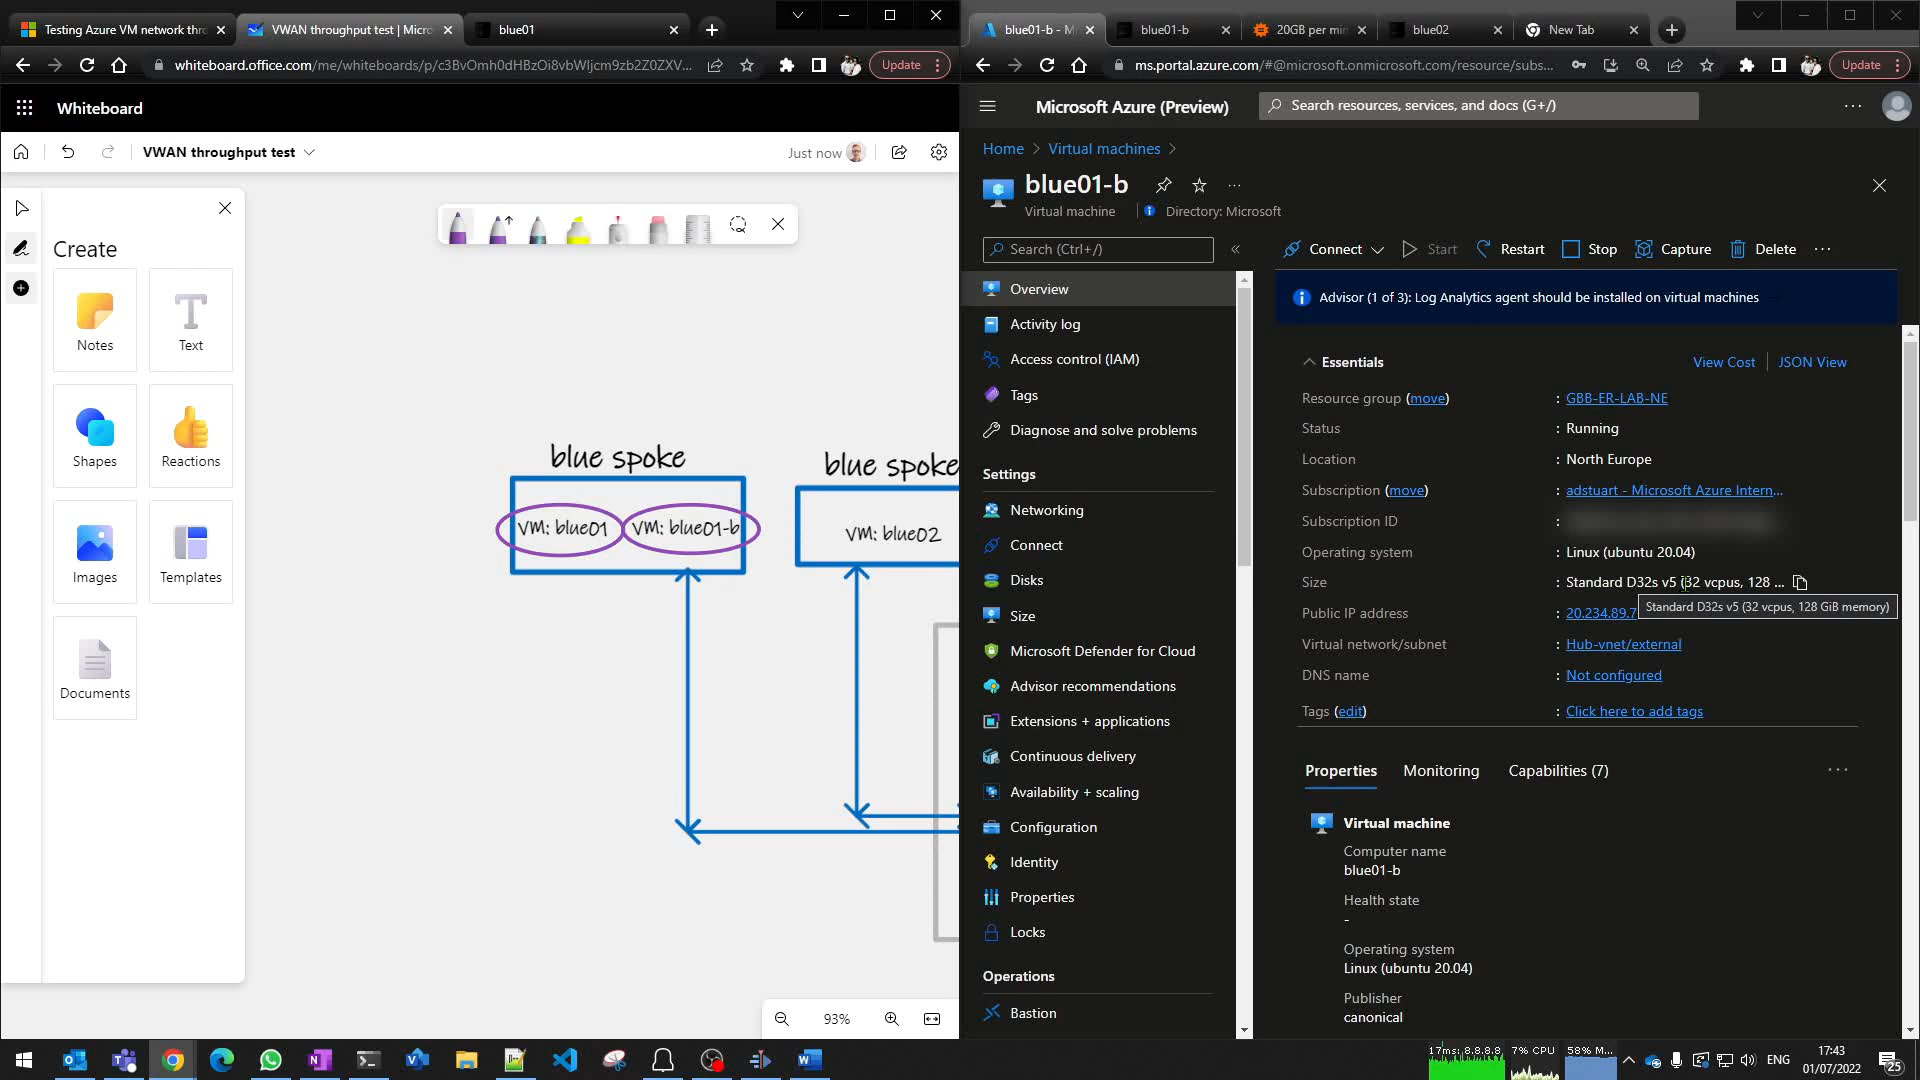 Testing Azure VM network thro
VWAN throughput test | Micro
blue01
whiteboard.office.com/me/whiteboards/p/c3BvOmh0dHBzOi8vbWljcm9zb2Z0ZXV...
Update
Whiteboard
VWAN throughput test
Just now
Create
Notes
Text
Shapes
Reactions
Images
Templates
Documents
blue spoke
VM: blue01
VM: blue01-b
blue spoke
VM: blue02
93%
blue01-b - M
blue01-b
20GB per min
blue02
New Tab
ms.portal.azure.com/#@microsoft.onmicrosoft.com/resource/subs...
Update
Microsoft Azure (Preview)
Search resources, services, and docs (G+/)
Home > Virtual machines >
blue01-b
Virtual machine
Directory: Microsoft
Search (Ctrl+/)
Connect
Start
Restart
Stop
Capture
Delete
Overview
Activity log
Access control (IAM)
Tags
Diagnose and solve problems
Settings
Networking
Connect
Disks
Size
Microsoft Defender for Cloud
Advisor recommendations
Extensions + applications
Continuous delivery
Availability + scaling
Configuration
Identity
Properties
Locks
Operations
Bastion
Advisor (1 of 3): Log Analytics agent should be installed on virtual machines
Essentials
View Cost
JSON View
Resource group (move) : GBB-ER-LAB-NE
Status : Running
Location : North Europe
Subscription (move) : adstuart - Microsoft Azure Intern...
Subscription ID :
Operating system : Linux (ubuntu 20.04)
Size : Standard D32s v5 (32 vcpus, 128 ...
Standard D32s v5 (32 vcpus, 128 GiB memory)
Public IP address : 20.234.89.7
Virtual network/subnet : Hub-vnet/external
DNS name : Not configured
Tags (edit) : Click here to add tags
Properties
Monitoring
Capabilities (7)
Virtual machine
Computer name
blue01-b
Health state
-
Operating system
Linux (ubuntu 20.04)
Publisher
canonical
17ms: 8.8.8.8
7% CPU
58% M...
ENG
17:43
01/07/2022
25